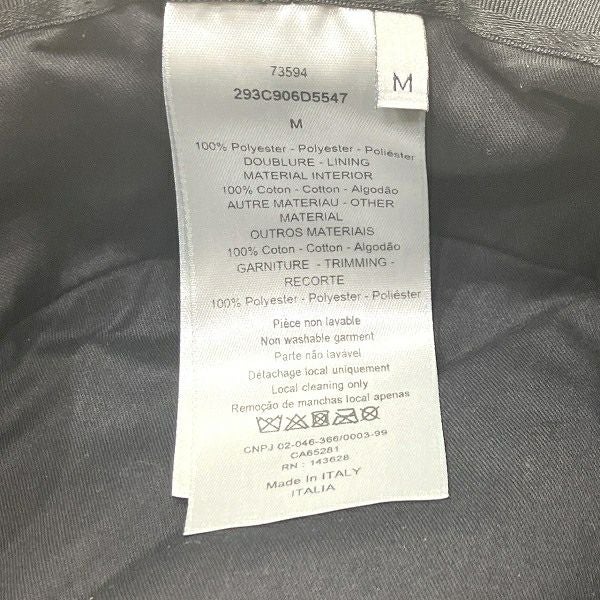 M
73594
293C906D5547
M
100% Polyester - Polyester - Poliéster
DOUBLURE - LINING
MATERIAL INTERIOR
100% Coton - Cotton - Algodão
AUTRE MATERIAU - OTHER
MATERIAL
OUTROS MATERIAIS
100% Coton - Cotton - Algodão
GARNITURE - TRIMMING -
RECORTE
100% Polyester - Polyester - Poliéster
Pièce non lavable
Non washable garment
Parte não lavável
Détachage local uniquement
Local cleaning only
Remoção de manchas local apenas
CNPJ 02-046-366/0003-99
CA65281
RN : 143628
Made in ITALY
ITALIA